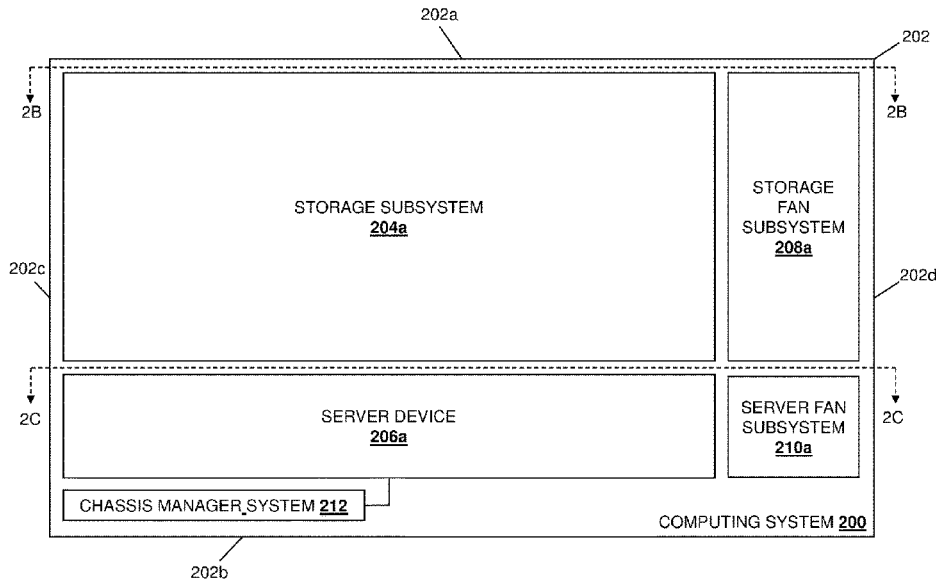 202a
202
2B
2B
STORAGE SUBSYSTEM
204a
STORAGE
FAN
SUBSYSTEM
208a
202c
202d
2C
2C
SERVER DEVICE
206a
SERVER FAN
SUBSYSTEM
210a
CHASSIS MANAGER SYSTEM 212
COMPUTING SYSTEM 200
202b